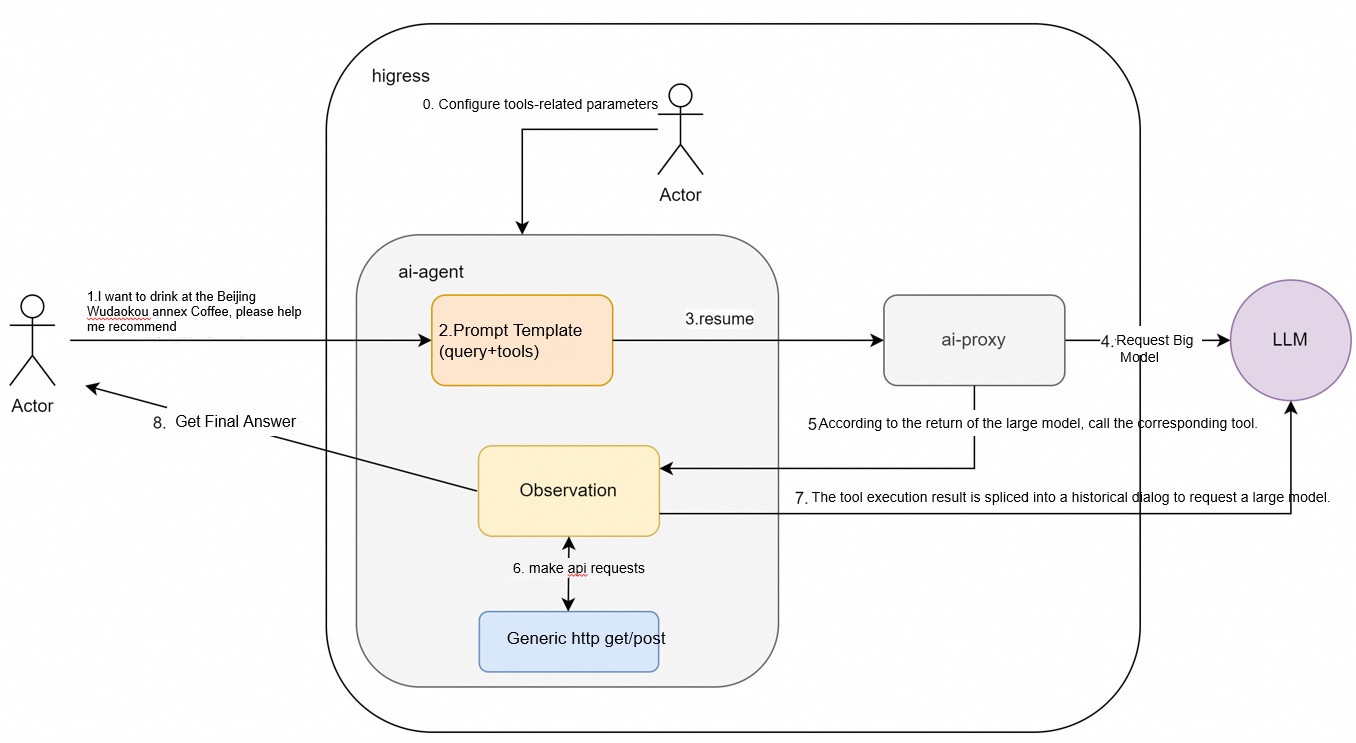 higress
0. Configure tools-related parameters
Actor
ai-agent
1.I want to drink at the Beijing
Wudaokou annex Coffee, please help
me recommend
2.Prompt Template
(query+tools)
3.resume
ai-proxy
4. Request Big
Model
LLM
Actor
8. Get Final Answer
5According to the return of the large model, call the corresponding tool.
Observation
7. The tool execution result is spliced into a historical dialog to request a large model.
6. make api requests
Generic http get/post